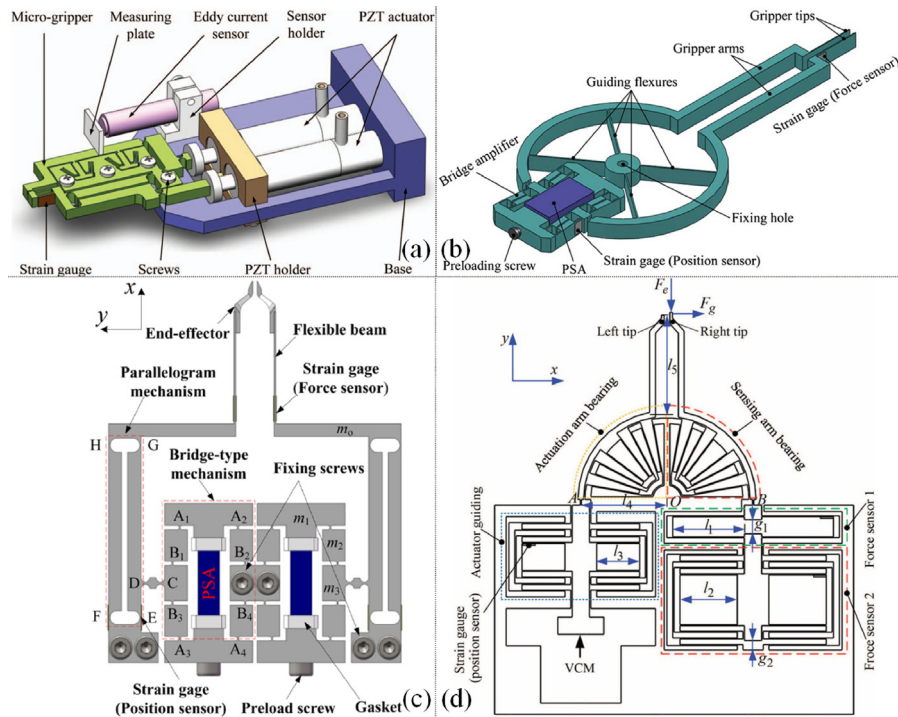 Micro-gripper
Measuring
plate
Eddy current
sensor
Sensor
holder
PZT actuator
Strain gauge
Screws
PZT holder
Base
(a)
Gripper tips
Gripper arms
Guiding flexures
Strain gage (Force sensor)
Bridge amplifier
Fixing hole
Preloading screw
PSA
Strain gage (Position sensor)
(b)
x
y
End-effector
Flexible beam
Strain gage
(Force sensor)
Parallelogram
mechanism
H
G
mo
Bridge-type
mechanism
Fixing screws
A1
A2
m1
B1
B2
m2
D
C
PSA
m3
B3
B4
F
E
A3
A4
Strain gage
(Position sensor)
Preload screw
Gasket
(c)
Fe
Fg
Left tip
Right tip
y
x
l5
Actuation arm bearing
Sensing arm bearing
A
l4
O
B
Actuator guiding
l3
l1
g1
Force sensor 1
l2
Froce sensor 2
Strain gauge
(position sensor)
VCM
g2
(d)